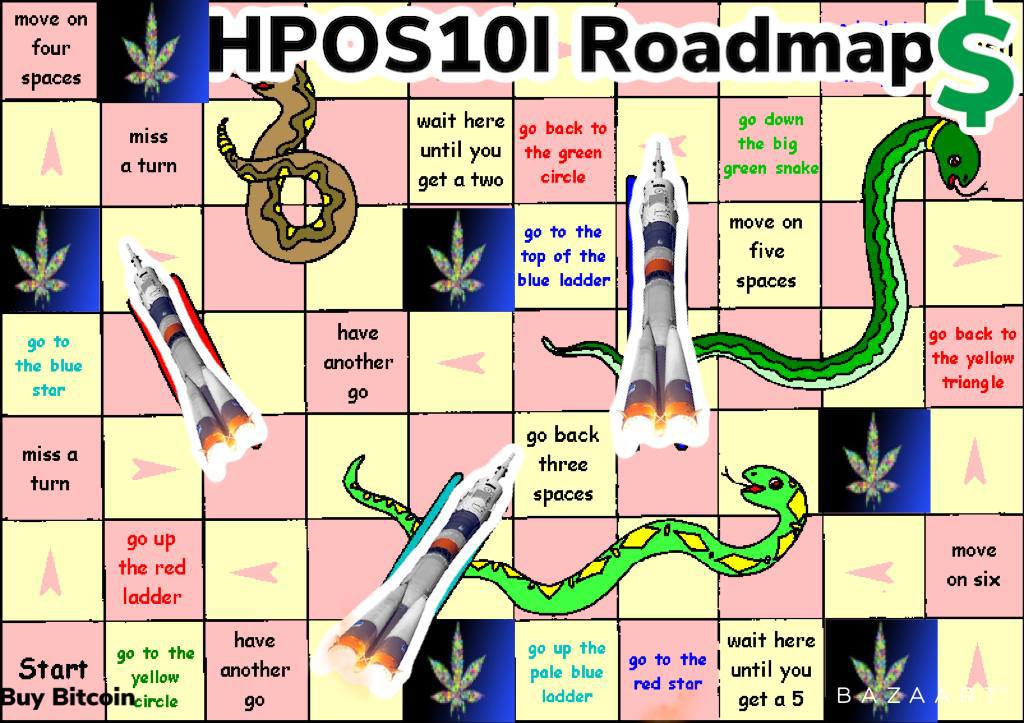 HPOS10I Roadmap
$
move on
four
spaces
miss
a turn
wait here
until you
get a two
go back to
the green
circle
go down
the big
green snake
go to the
top of the
blue ladder
move on
five
spaces
go to
the blue
star
have
another
go
go back to
the yellow
triangle
miss a
turn
go back
three
spaces
go up
the red
ladder
move
on six
Start
Buy Bitcoin
go to the
yellow
circle
have
another
go
go up the
pale blue
ladder
go to the
red star
wait here
until you
get a 5
BAZAART